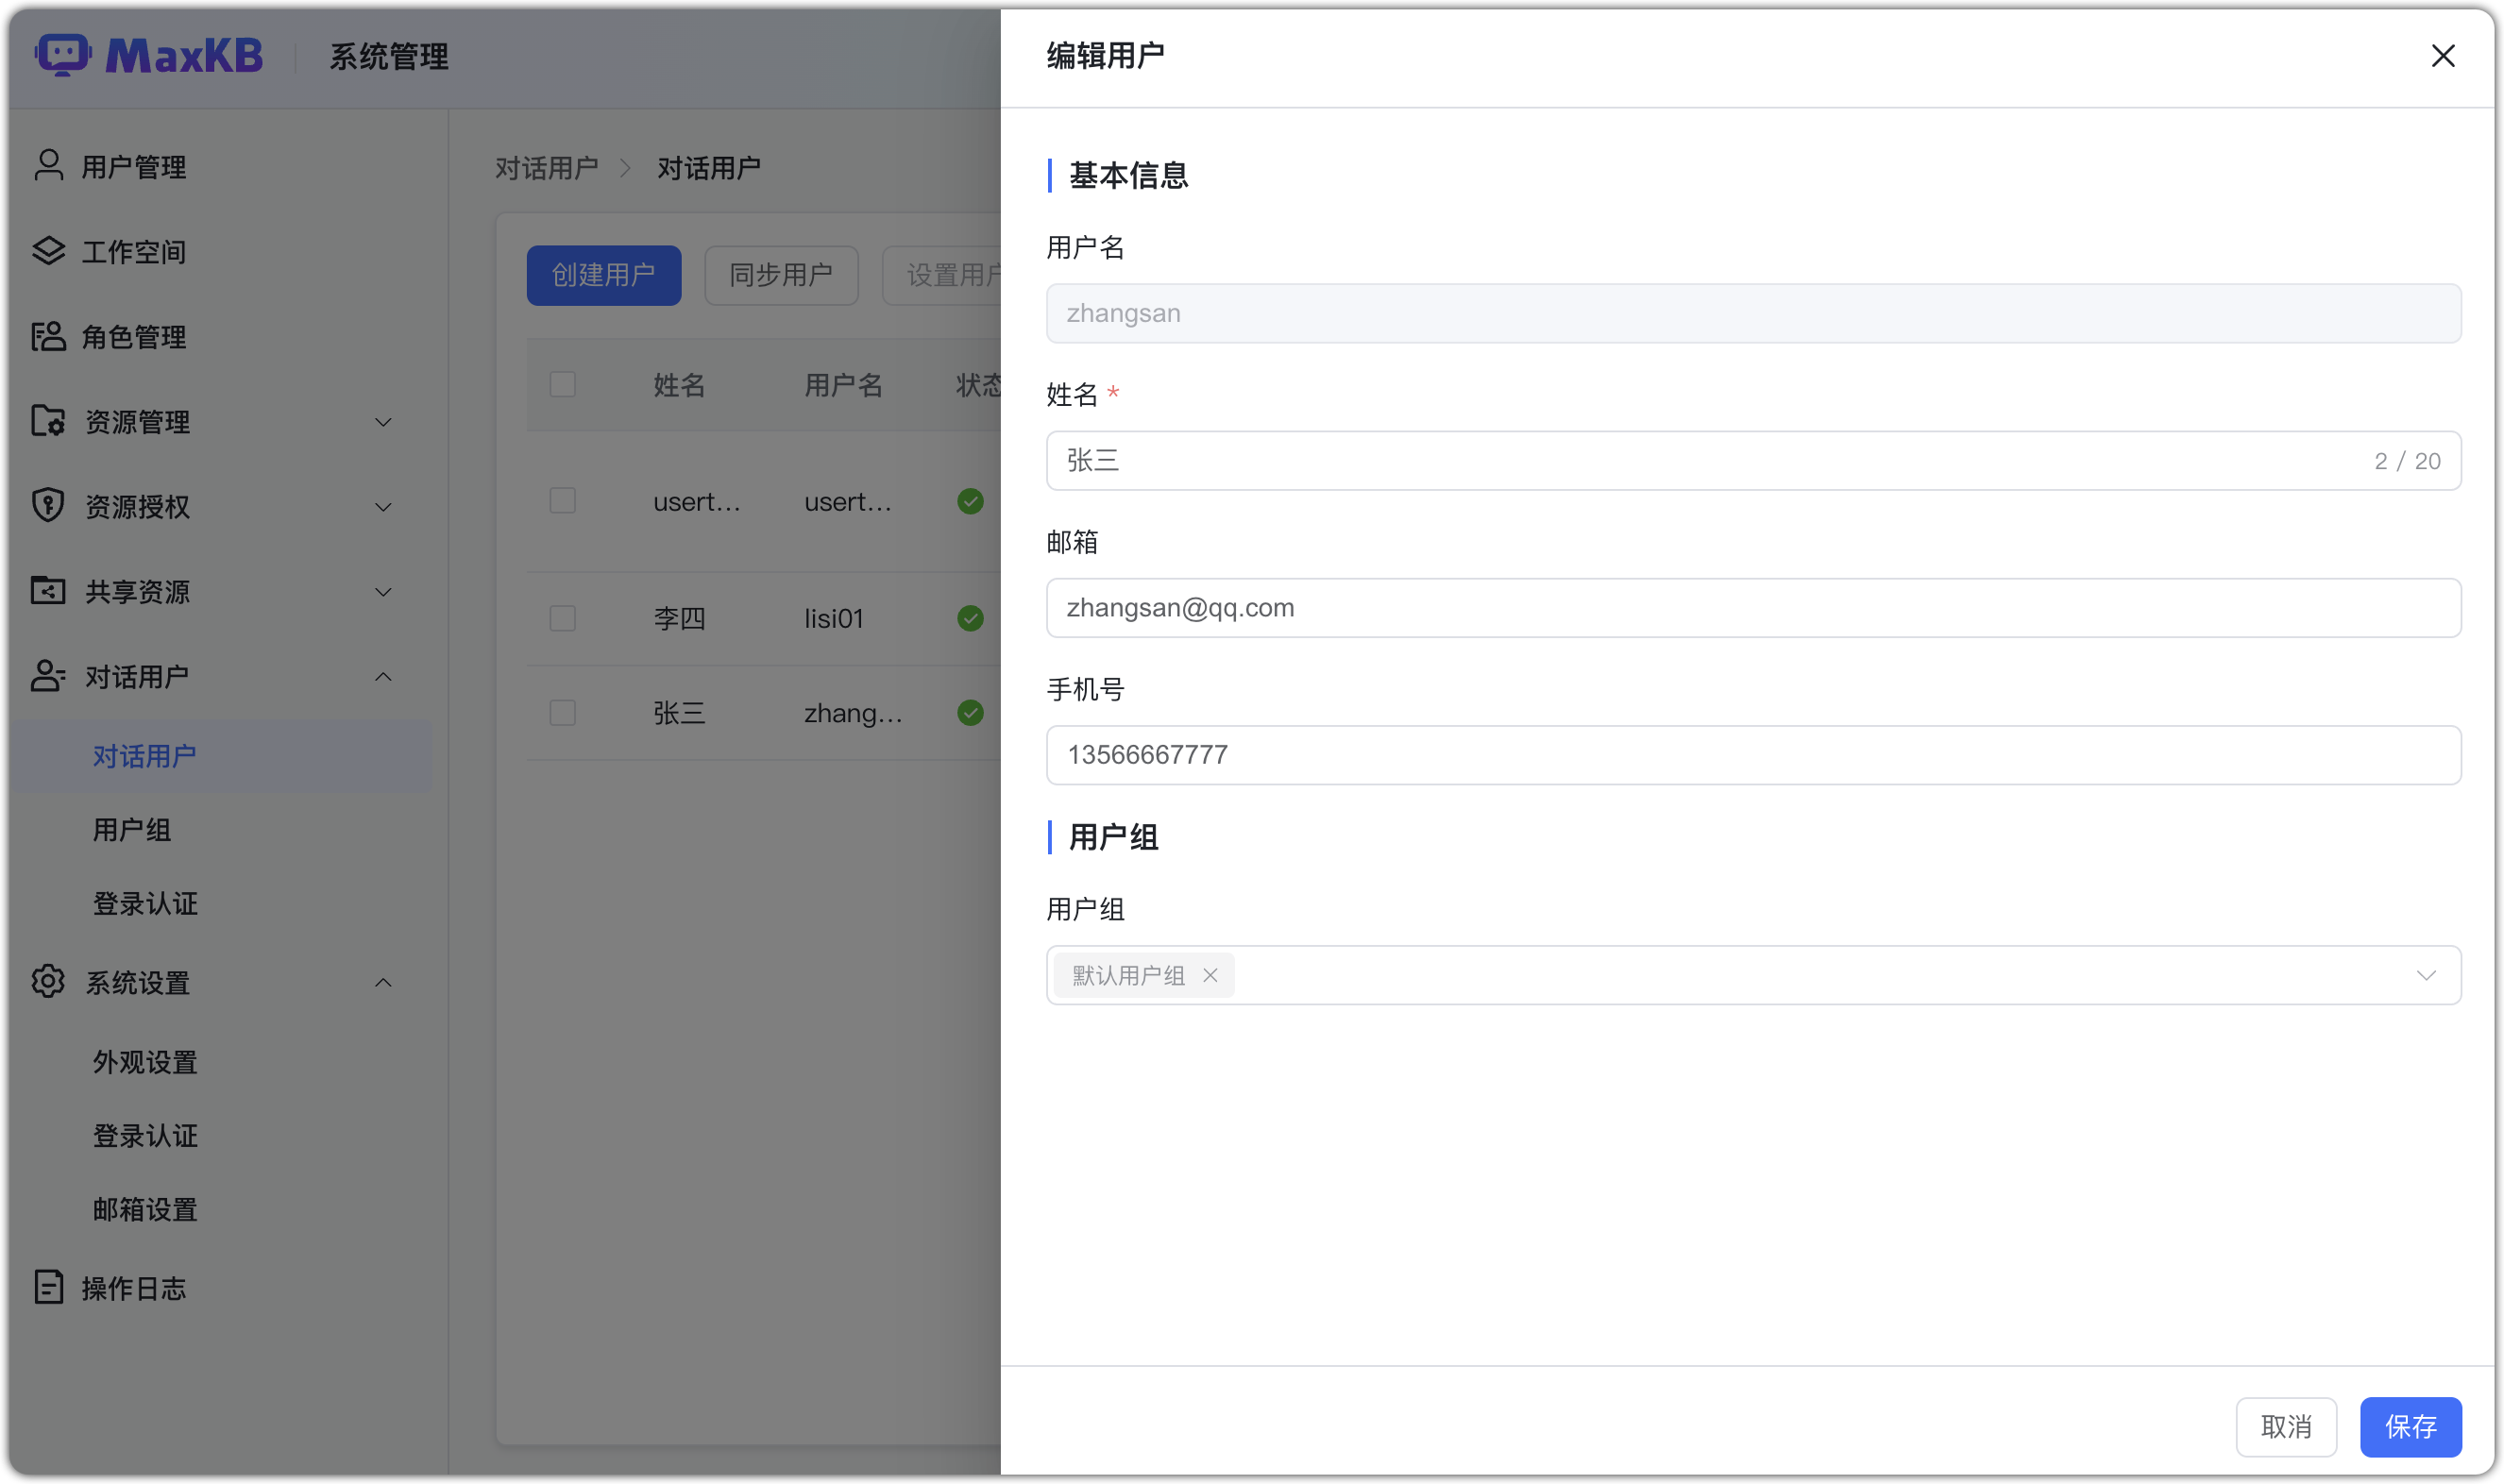 MaxKB
系统管理
用户管理
工作空间
角色管理
资源管理
资源授权
共享资源
对话用户
对话用户
用户组
登录认证
系统设置
外观设置
登录认证
邮箱设置
操作日志
对话用户 > 对话用户
创建用户 同步用户 设置用户
姓名 用户名 状态
usert... usert...
李四 lisi01
张三 zhang...
编辑用户
基本信息
用户名
zhangsan
姓名 *
张三 2 / 20
邮箱
zhangsan@qq.com
手机号
13566667777
用户组
用户组
默认用户组
取消 保存